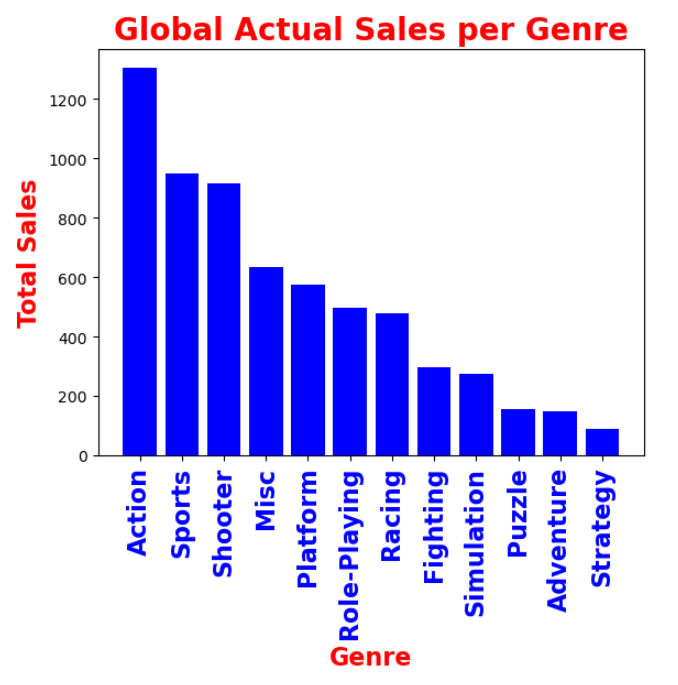 Global Actual Sales per Genre
Total Sales
1200
1000
800
600
400
200
0
Action
Sports
Shooter
Misc
Platform
Role-Playing
Racing
Fighting
Simulation
Puzzle
Adventure
Strategy
Genre